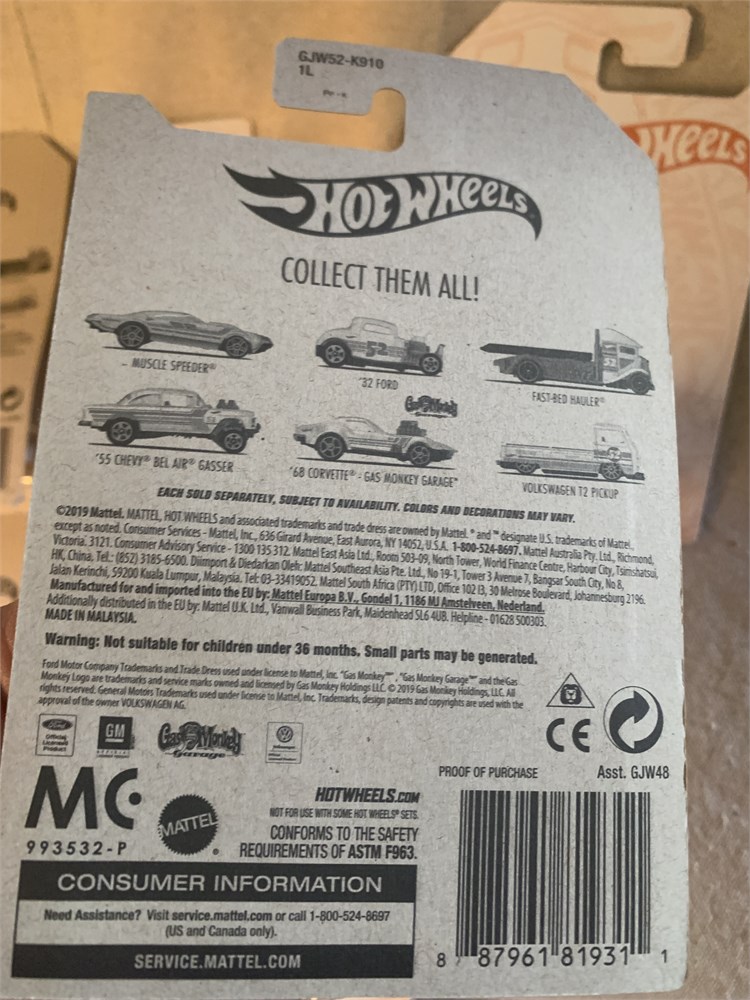 GJW52-K910
1L
WHeeLS
HOT WHeeLS
COLLECT THEM ALL!
MUSCLE SPEEDER®
'32 FORD
FAST-BED HAULER®
Gas Monkey
'55 CHEVY® BEL AIR® GASSER
'68 CORVETTE® - GAS MONKEY GARAGE™
VOLKSWAGEN T2 PICKUP
EACH SOLD SEPARATELY, SUBJECT TO AVAILABILITY. COLORS AND DECORATIONS MAY VARY.
©2019 Mattel. MATTEL, HOT WHEELS and associated trademarks and trade dress are owned by Mattel. ® and ™ designate U.S. trademarks of Mattel,
except as noted. Consumer Services - Mattel, Inc., 636 Girard Avenue, East Aurora, NY 14052, U.S.A. 1-800-524-8697. Mattel Australia Pty. Ltd., Richmond,
Victoria. 3121. Consumer Advisory Service - 1300 135 312. Mattel East Asia Ltd., Room 503-09, North Tower, World Finance Centre, Harbour City, Tsimshatsui,
HK, China. Tel.: (852) 3185-6500. Diimport & Diedarkan Oleh: Mattel Southeast Asia Pte. Ltd., No 19-1, Tower 3 Avenue 7, Bangsar South City, No 8,
Jalan Kerinchi, 59200 Kuala Lumpur, Malaysia. Tel: 03-33419052. Mattel South Africa (PTY) LTD, Office 102 I3, 30 Melrose Boulevard, Johannesburg 2196.
Manufactured for and imported into the EU by: Mattel Europa B.V., Gondel 1, 1186 MJ Amstelveen, Nederland.
Additionally distributed in the EU by: Mattel U.K. Ltd., Vanwall Business Park, Maidenhead SL6 4UB. Helpline - 01628 500303.
MADE IN MALAYSIA.
Warning: Not suitable for children under 36 months. Small parts may be generated.
Ford Motor Company Trademarks and Trade Dress used under license to Mattel, Inc. "Gas Monkey™", "Gas Monkey Garage™" and the Gas
Monkey Logo are trademarks and service marks owned and licensed by Gas Monkey Holdings LLC. © 2019 Gas Monkey Holdings, LLC. All
rights reserved. General Motors Trademarks used under license to Mattel, Inc. Trademarks, design patents and copyrights are used with the
approval of the owner VOLKSWAGEN AG.
Ford
Official
Licensed
Product
GM
OFFICIAL
Gas Monkey
Garage
Volkswagen
CE
MC
993532-P
MATTEL
HOTWHEELS.COM
NOT FOR USE WITH SOME HOT WHEELS® SETS.
CONFORMS TO THE SAFETY
REQUIREMENTS OF ASTM F963.
PROOF OF PURCHASE
Asst. GJW48
CONSUMER INFORMATION
Need Assistance? Visit service.mattel.com or call 1-800-524-8697
(US and Canada only).
SERVICE.MATTEL.COM
8 87961 81931 1